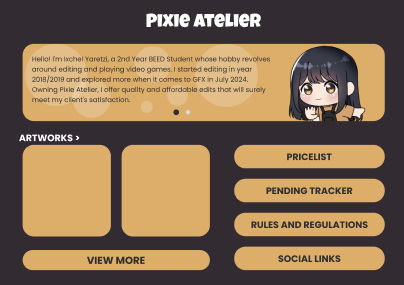 PIXIE ATELIER
Hello! I'm Ixchel Yaretzi, a 2nd Year BEED Student whose hobby revolves
around editing and playing video games. I started editing in year
2018/2019 and explored more when it comes to GFX in July 2024.
Owning Pixie Atelier, I offer quality and affordable edits that will surely
meet my client's satisfaction.
ARTWORKS >
PRICELIST
PENDING TRACKER
RULES AND REGULATIONS
VIEW MORE
SOCIAL LINKS